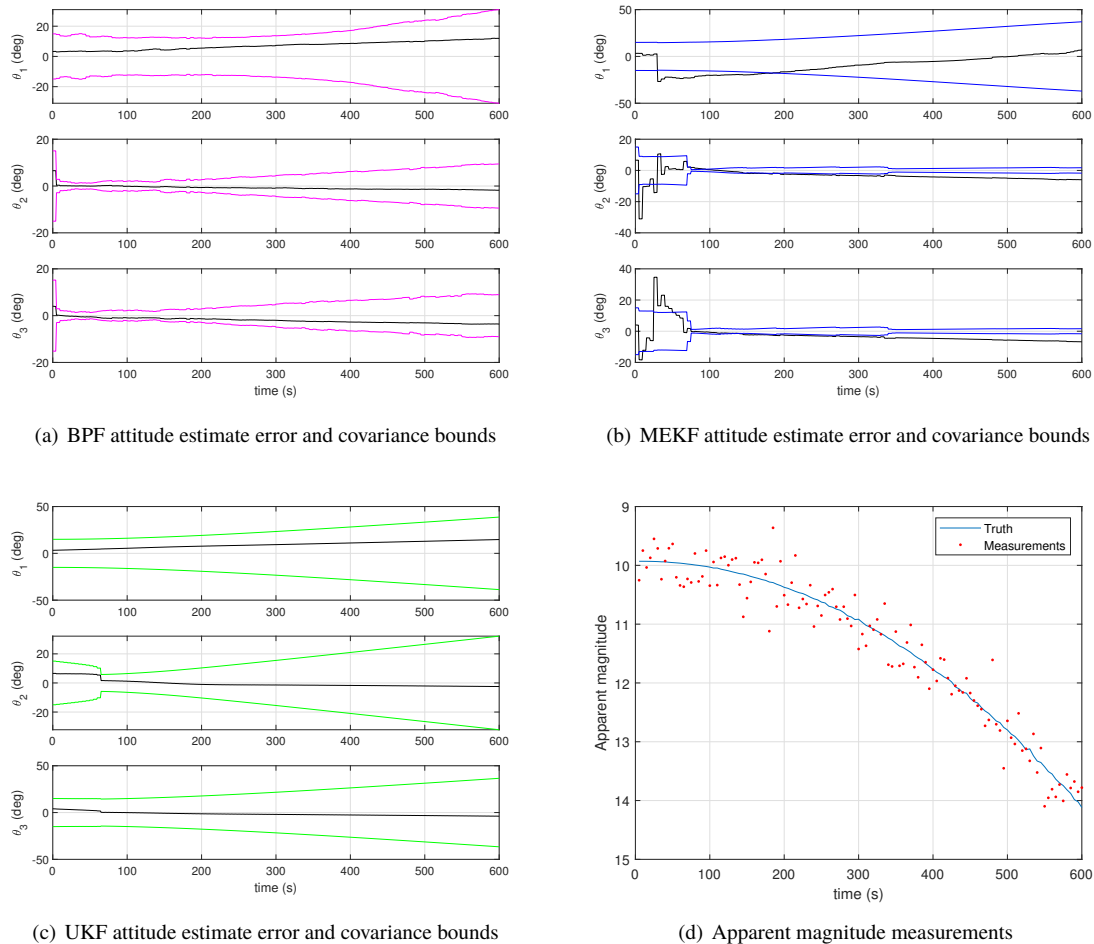 20
0
-20
θ1 (deg)
0 100 200 300 400 500 600
20
0
-20
θ2 (deg)
0 100 200 300 400 500 600
20
0
-20
θ3 (deg)
0 100 200 300 400 500 600
time (s)
(a) BPF attitude estimate error and covariance bounds
50
0
-50
θ1 (deg)
0 100 200 300 400 500 600
20
0
-20
-40
θ2 (deg)
0 100 200 300 400 500 600
40
20
0
-20
θ3 (deg)
0 100 200 300 400 500 600
time (s)
(b) MEKF attitude estimate error and covariance bounds
50
0
-50
θ1 (deg)
0 100 200 300 400 500 600
20
0
-20
θ2 (deg)
0 100 200 300 400 500 600
50
0
-50
θ3 (deg)
0 100 200 300 400 500 600
time (s)
(c) UKF attitude estimate error and covariance bounds
9
10
11
12
13
14
15
Apparent magnitude
Truth
Measurements
0 100 200 300 400 500 600
time (s)
(d) Apparent magnitude measurements